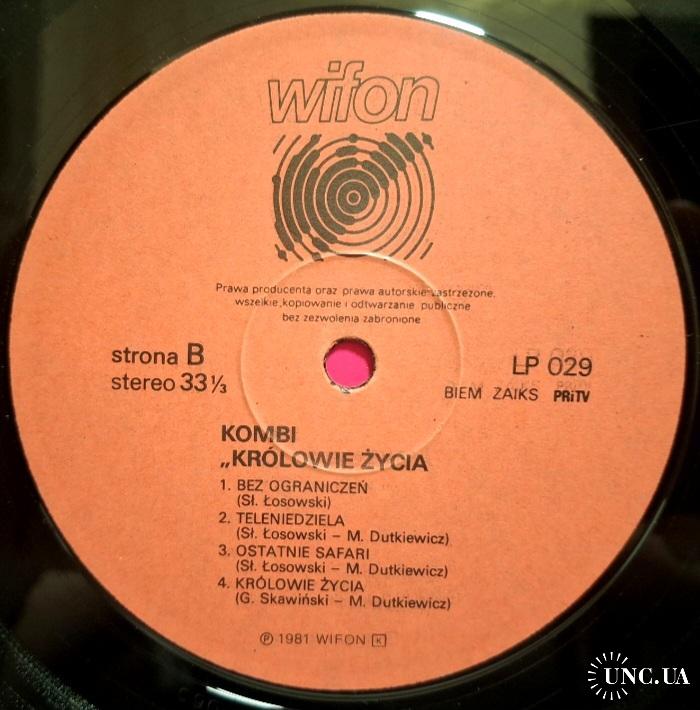 wifon
Prawa producenta oraz prawa autorskie zastrzeżone.
wszelkie kopiowanie i odtwarzanie publiczne
bez zezwolenia zabronione
strona B
stereo 33⅓
LP 029
BIEM ZAIKS PRiTV
KOMBI
„KRÓLOWIE ŻYCIA
1. BEZ OGRANICZEŃ
(Sł. Łosowski)
2. TELENIEDZIELA
(Sł. Łosowski – M. Dutkiewicz)
3. OSTATNIE SAFARI
(Sł. Łosowski – M. Dutkiewicz)
4. KRÓLOWIE ŻYCIA
(G. Skawiński – M. Dutkiewicz)
℗ 1981 WIFON K
UNC.UA